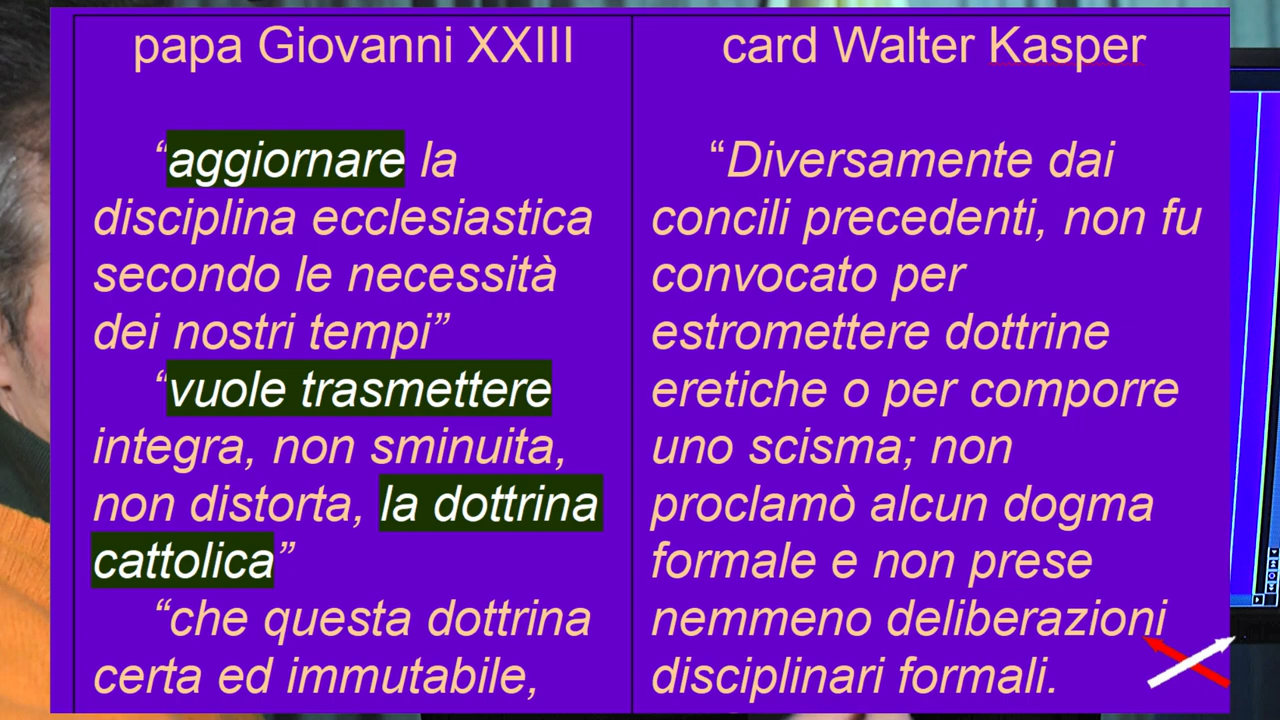 papa Giovanni XXIII
“aggiornare la
disciplina ecclesiastica
secondo le necessità
dei nostri tempi”
“vuole trasmettere
integra, non sminuita,
non distorta, la dottrina
cattolica”
“che questa dottrina
certa ed immutabile,
card Walter Kasper
“Diversamente dai
concili precedenti, non fu
convocato per
estromettere dottrine
eretiche o per comporre
uno scisma; non
proclamò alcun dogma
formale e non prese
nemmeno deliberazioni
disciplinari formali.